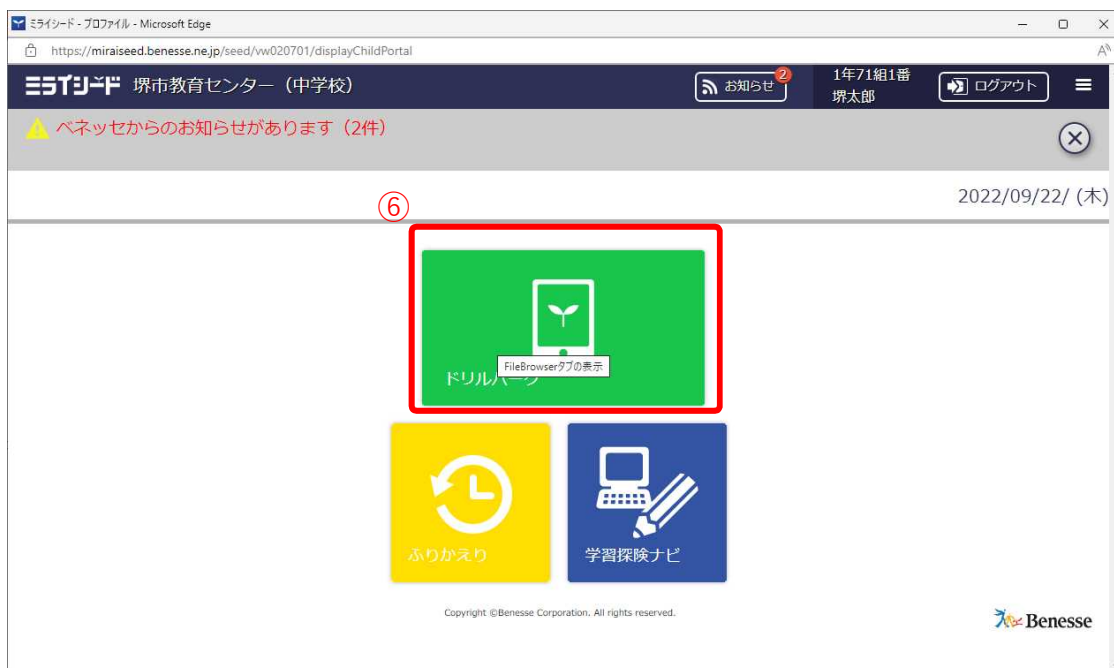 ミライシード - プロファイル - Microsoft Edge
https://miraiseed.benesse.ne.jp/seed/vw020701/displayChildPortal
ミライシード 堺市教育センター（中学校）
お知らせ 2
1年71組1番
堺太郎
ログアウト
ベネッセからのお知らせがあります（2件）
2022/09/22/ (木)
⑥
FileBrowserタブの表示
ドリルパーク
ふりかえり
学習探険ナビ
Copyright ©Benesse Corporation. All rights reserved.
Benesse